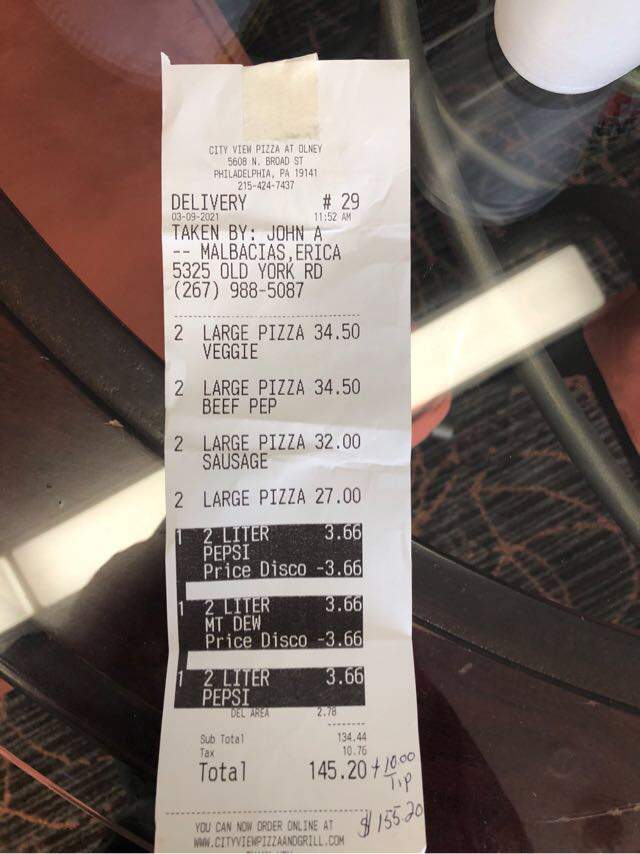 CITY VIEW PIZZA AT OLNEY
5608 N. BROAD ST
PHILADELPHIA, PA 19141
215-424-7437
DELIVERY # 29
03-09-2021 11:52 AM
TAKEN BY: JOHN A
-- MALBACIAS,ERICA
5325 OLD YORK RD
(267) 988-5087
2 LARGE PIZZA 34.50
VEGGIE
2 LARGE PIZZA 34.50
BEEF PEP
2 LARGE PIZZA 32.00
SAUSAGE
2 LARGE PIZZA 27.00
1 2 LITER 3.66
PEPSI
Price Disco -3.66
1 2 LITER 3.66
MT DEW
Price Disco -3.66
1 2 LITER 3.66
PEPSI
DEL AREA 2.78
Sub Total 134.44
Tax 10.76
Total 145.20 + 10.00
Tip
$155.20
YOU CAN NOW ORDER ONLINE AT
WWW.CITYVIEWPIZZAANDGRILL.COM